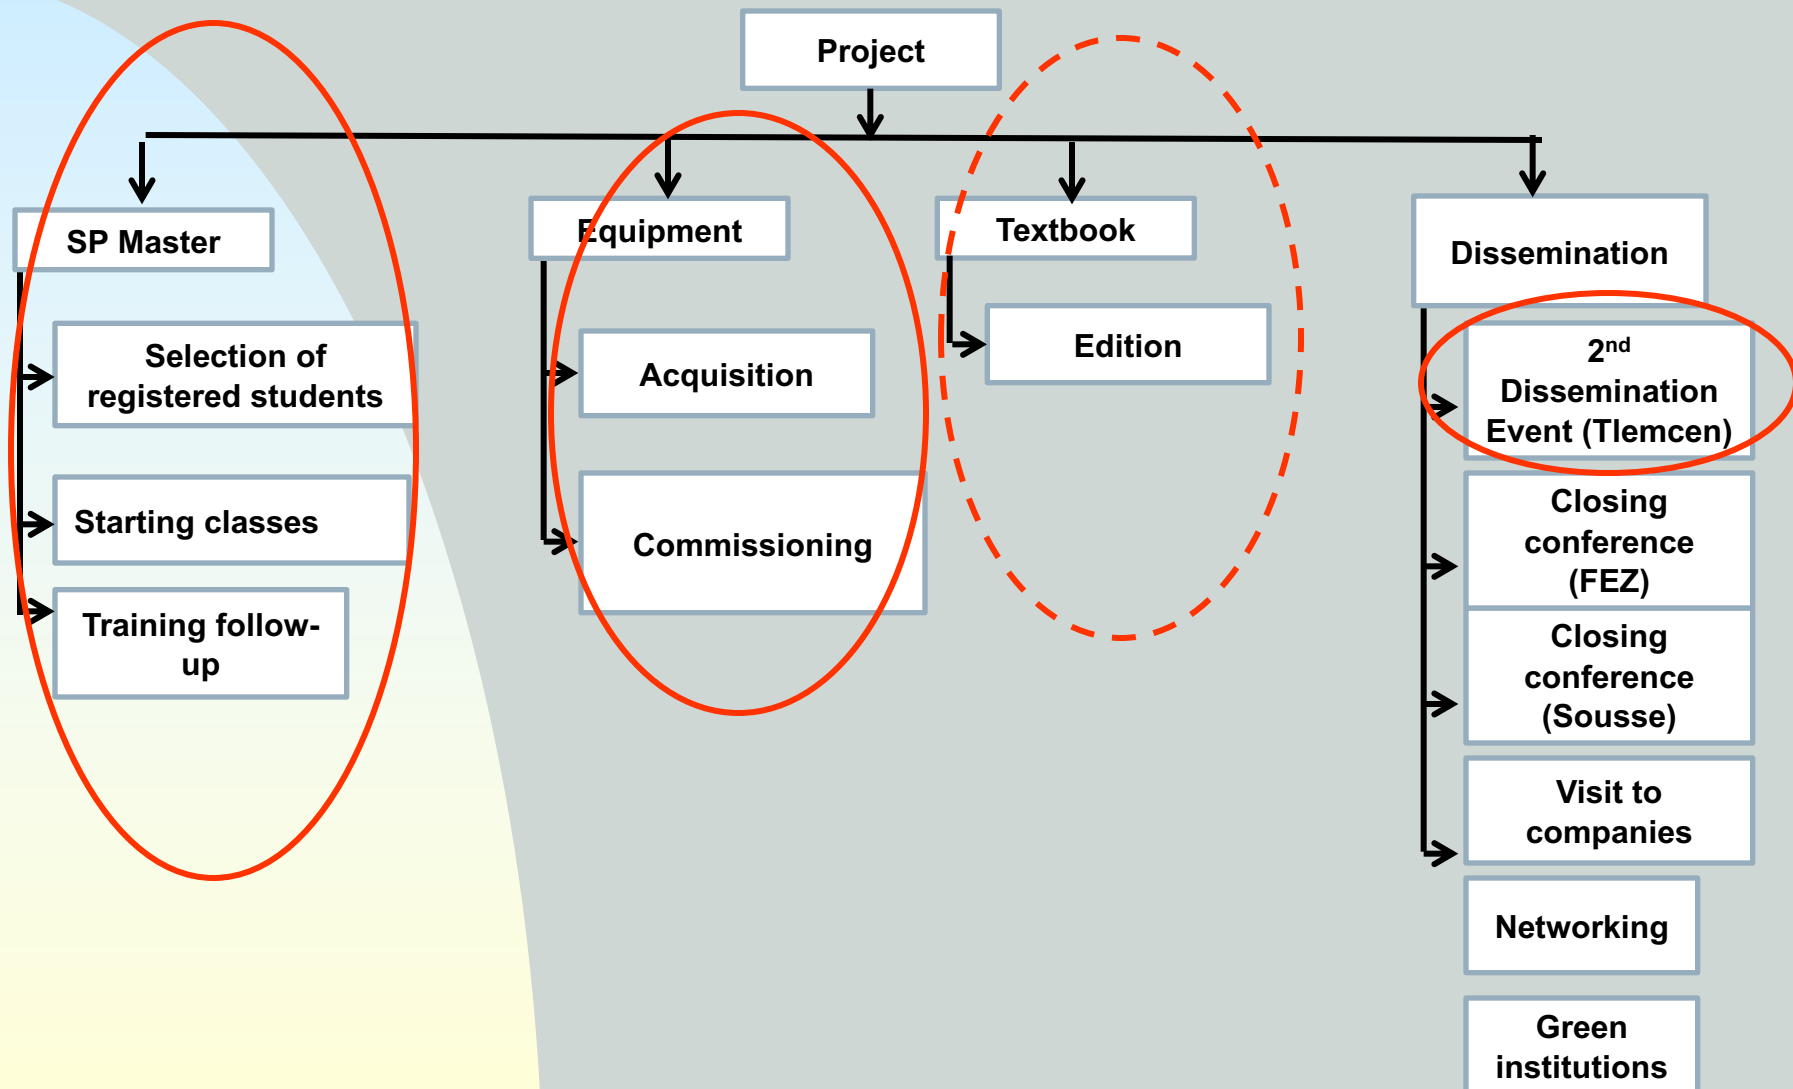 Project
SP Master
Selection of
registered students
Starting classes
Training follow-
up
Equipment
Acquisition
Commissioning
Textbook
Edition
Dissemination
2nd
Dissemination
Event (Tlemcen)
Closing
conference
(FEZ)
Closing
conference
(Sousse)
Visit to
companies
Networking
Green
institutions